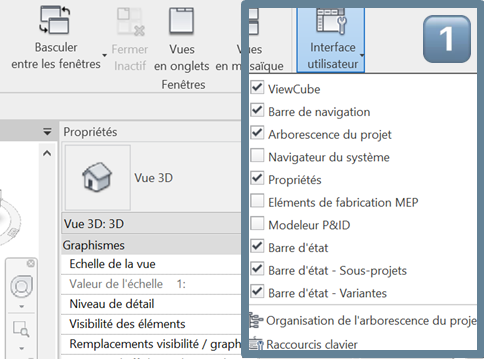 Basculer
entre les fenêtres
Fermer
Inactif
Vues
en onglets
Vues
en mosaïque
Fenêtres
Interface
utilisateur
1
ViewCube
Barre de navigation
Arborescence du projet
Navigateur du système
Propriétés
Eléments de fabrication MEP
Modeleur P&ID
Barre d'état
Barre d'état - Sous-projets
Barre d'état - Variantes
Organisation de l'arborescence du proje
Raccourcis clavier
Propriétés
Vue 3D
Vue 3D: 3D
Graphismes
Echelle de la vue
Valeur de l'échelle 1:
Niveau de détail
Visibilité des éléments
Remplacements visibilité / graph